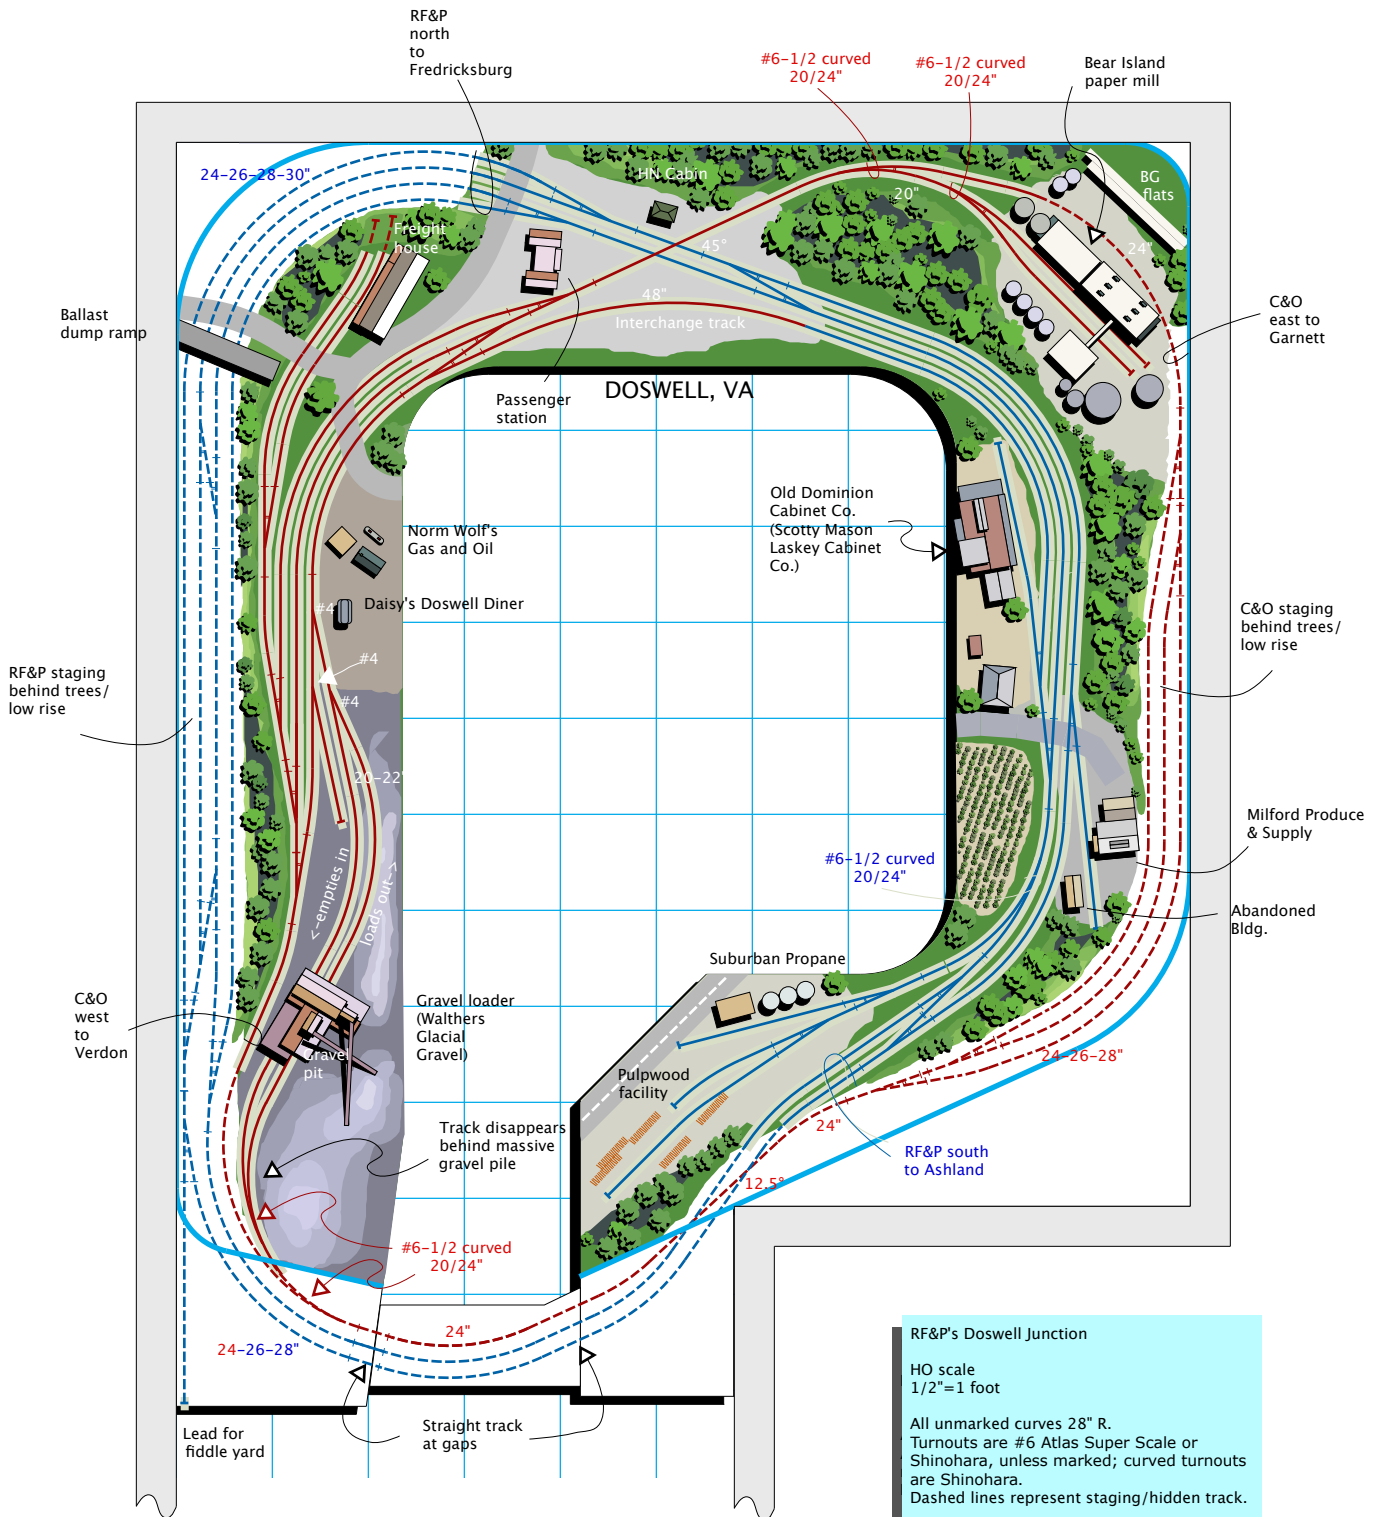 RF&P
north
to
Fredricksburg
#6-1/2 curved
20/24"
#6-1/2 curved
20/24"
Bear Island
paper mill
24-26-28-30"
HN Cabin
BG
flats
20"
Freight
house
45°
24"
48"
Interchange track
Ballast
dump ramp
C&O
east to
Garnett
Passenger
station
DOSWELL, VA
Old Dominion
Cabinet Co.
(Scotty Mason
Laskey Cabinet
Co.)
Norm Wolf's
Gas and Oil
#4
Daisy's Doswell Diner
#4
#4
C&O staging
behind trees/
low rise
RF&P staging
behind trees/
low rise
20-22"
Milford Produce
& Supply
#6-1/2 curved
20/24"
<-empties in
loads out->
Abandoned
Bldg.
Suburban Propane
C&O
west
to
Verdon
Gravel loader
(Walthers
Glacial
Gravel)
Gravel
pit
24-26-28"
Pulpwood
facility
Track disappears
behind massive
gravel pile
24"
RF&P south
to Ashland
12.5°
#6-1/2 curved
20/24"
24"
24-26-28"
Straight track
at gaps
Lead for
fiddle yard
RF&P's Doswell Junction
HO scale
1/2"=1 foot
All unmarked curves 28" R.
Turnouts are #6 Atlas Super Scale or
Shinohara, unless marked; curved turnouts
are Shinohara.
Dashed lines represent staging/hidden track.